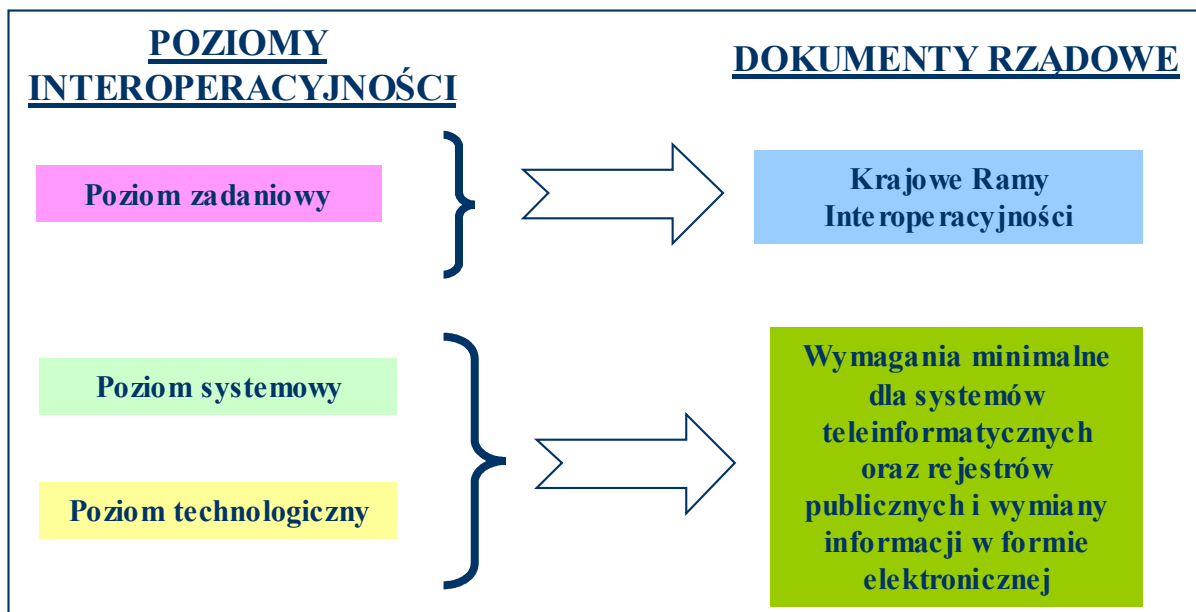 POZIOMY
INTEROPERACYJNOŚCI
DOKUMENTY RZĄDOWE
Poziom zadaniowy
Krajowe Ramy
Interoperacyjności
Poziom systemowy
Poziom technologiczny
Wymagania minimalne
dla systemów
teleinformatycznych
oraz rejestrów
publicznych i wymiany
informacji w formie
elektronicznej